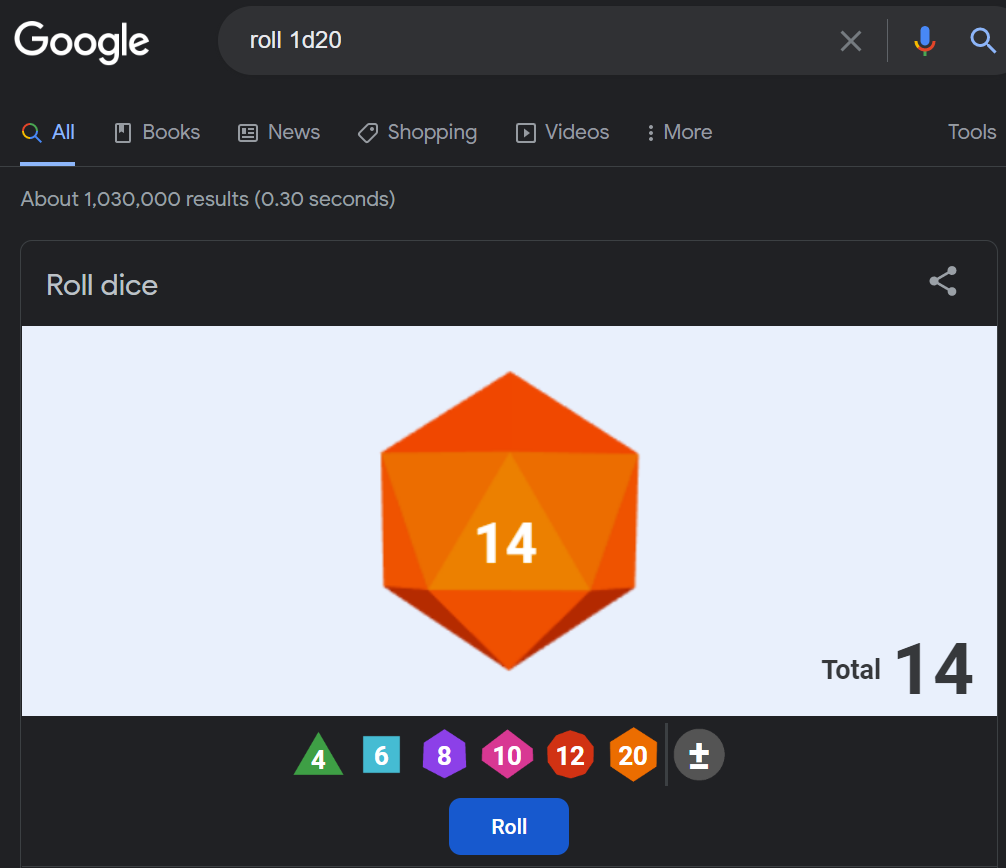 Google
roll 1d20
All Books News Shopping Videos More Tools
About 1,030,000 results (0.30 seconds)
Roll dice
14
Total 14
4 6 8 10 12 20 ±
Roll